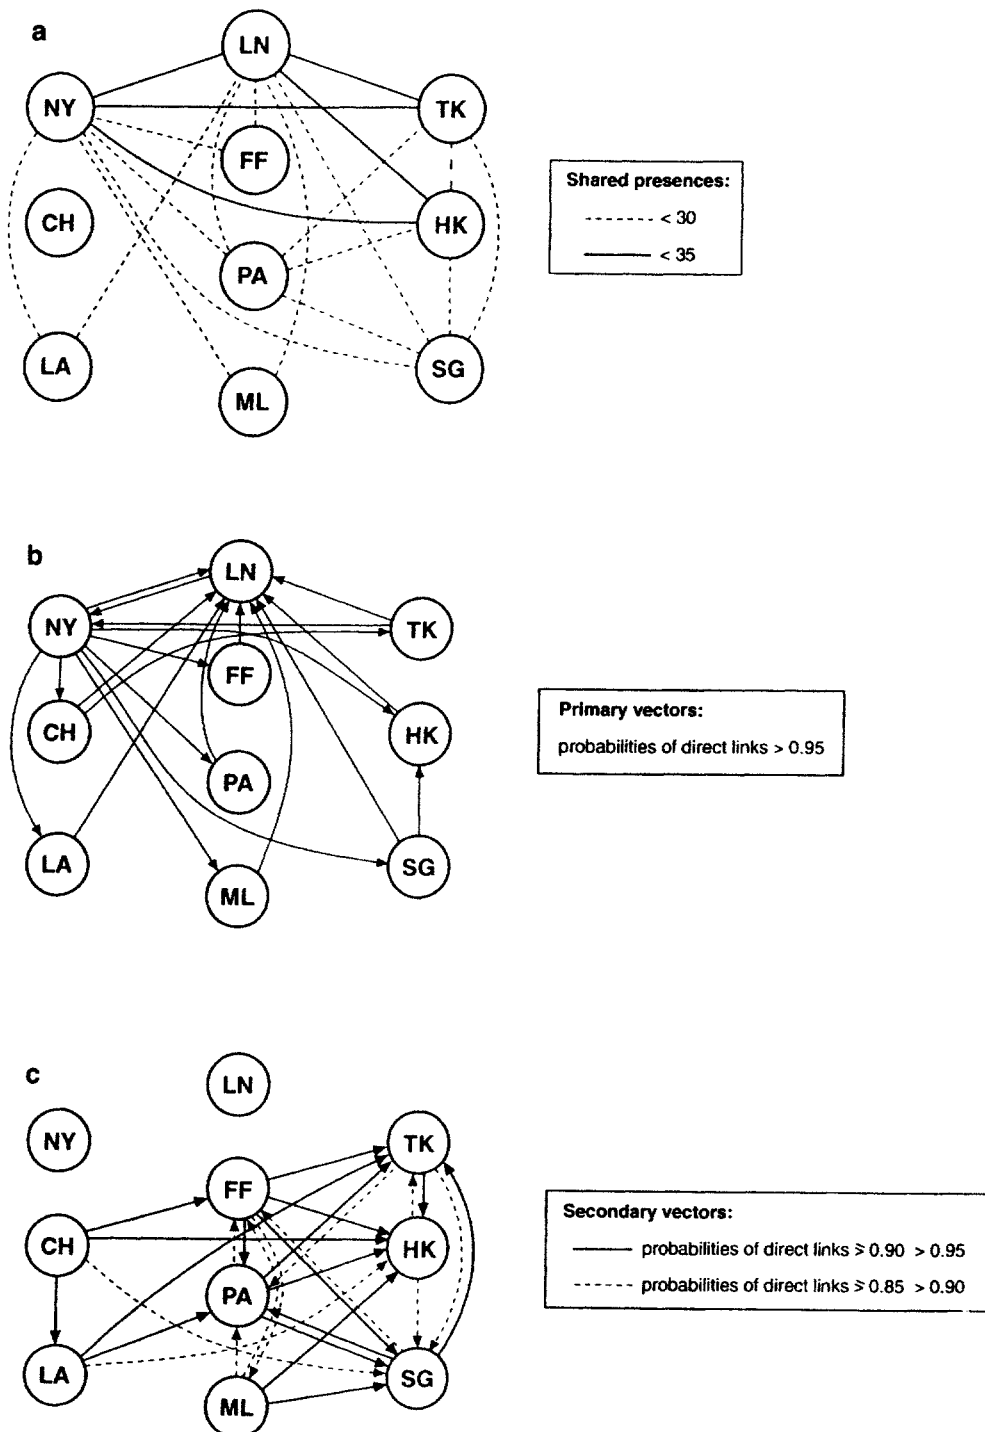 a
LN
NY
TK
FF
CH
HK
PA
LA
SG
ML
Shared presences:
< 30
< 35
b
LN
NY
TK
FF
CH
HK
PA
LA
SG
ML
Primary vectors:
probabilities of direct links > 0.95
c
LN
NY
TK
FF
CH
HK
PA
LA
SG
ML
Secondary vectors:
probabilities of direct links ⩾ 0.90 > 0.95
probabilities of direct links ⩾ 0.85 > 0.90